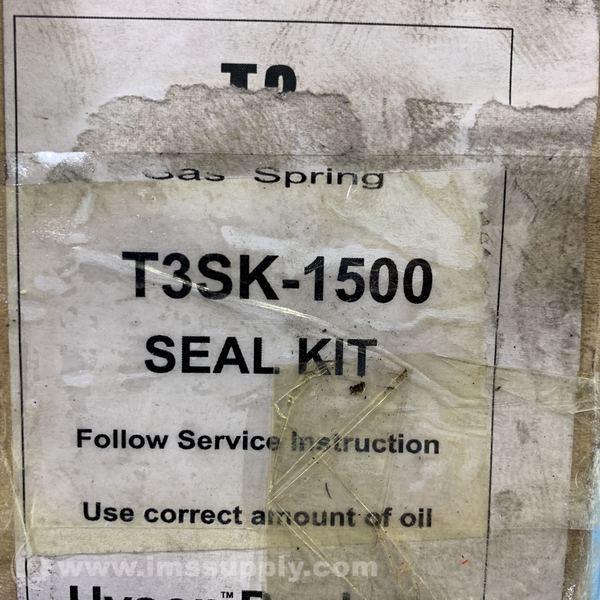 Gas Spring
T3SK-1500
SEAL KIT
Follow Service Instruction
Use correct amount of oil
www.imssupply.com